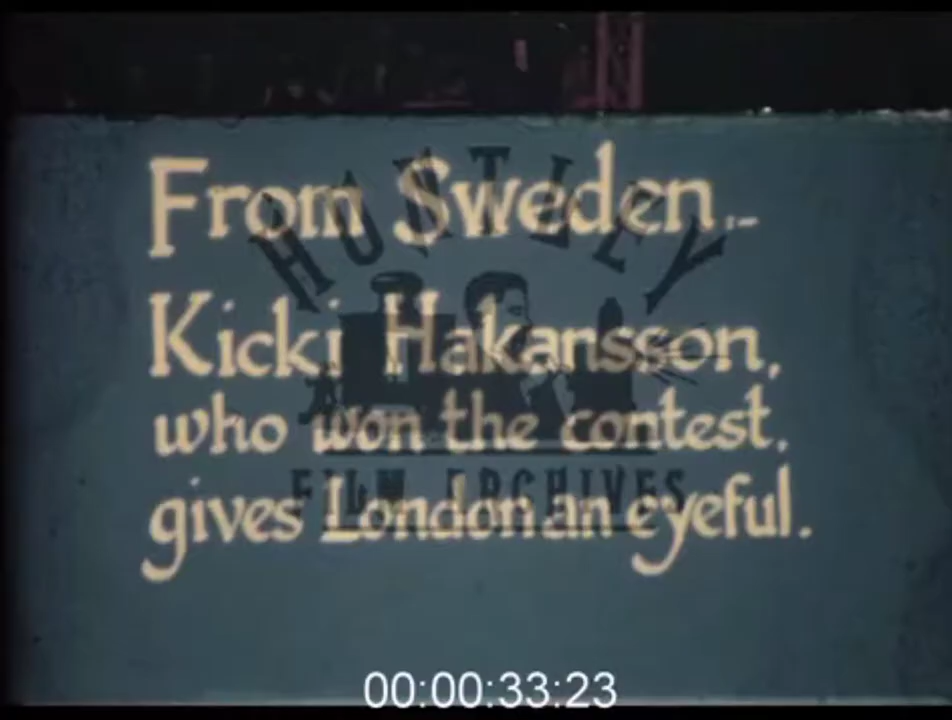 From Sweden:-
Kicki Hakansson,
who won the contest,
gives London an eyeful.
HUNTLEY
FILM ARCHIVES
00:00:33:23